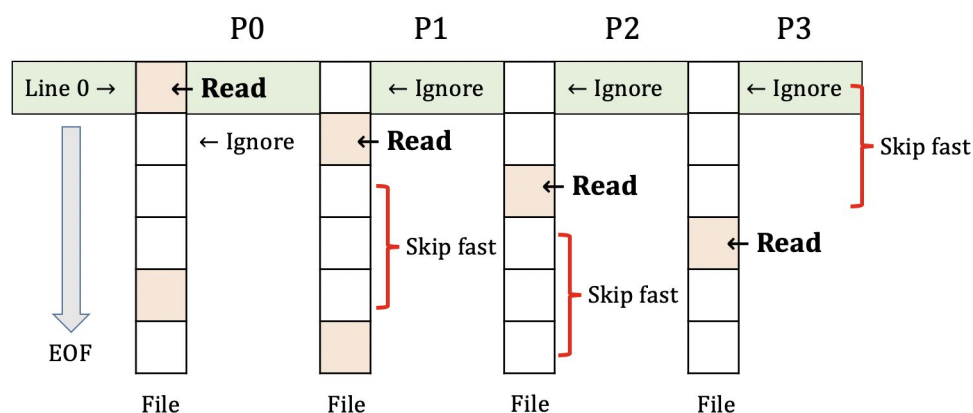 P0 P1 P2 P3
Line 0 → ← Read ← Ignore ← Ignore ← Ignore
← Ignore ← Read Skip fast
← Read
Skip fast ← Read
Skip fast
EOF
File File File File